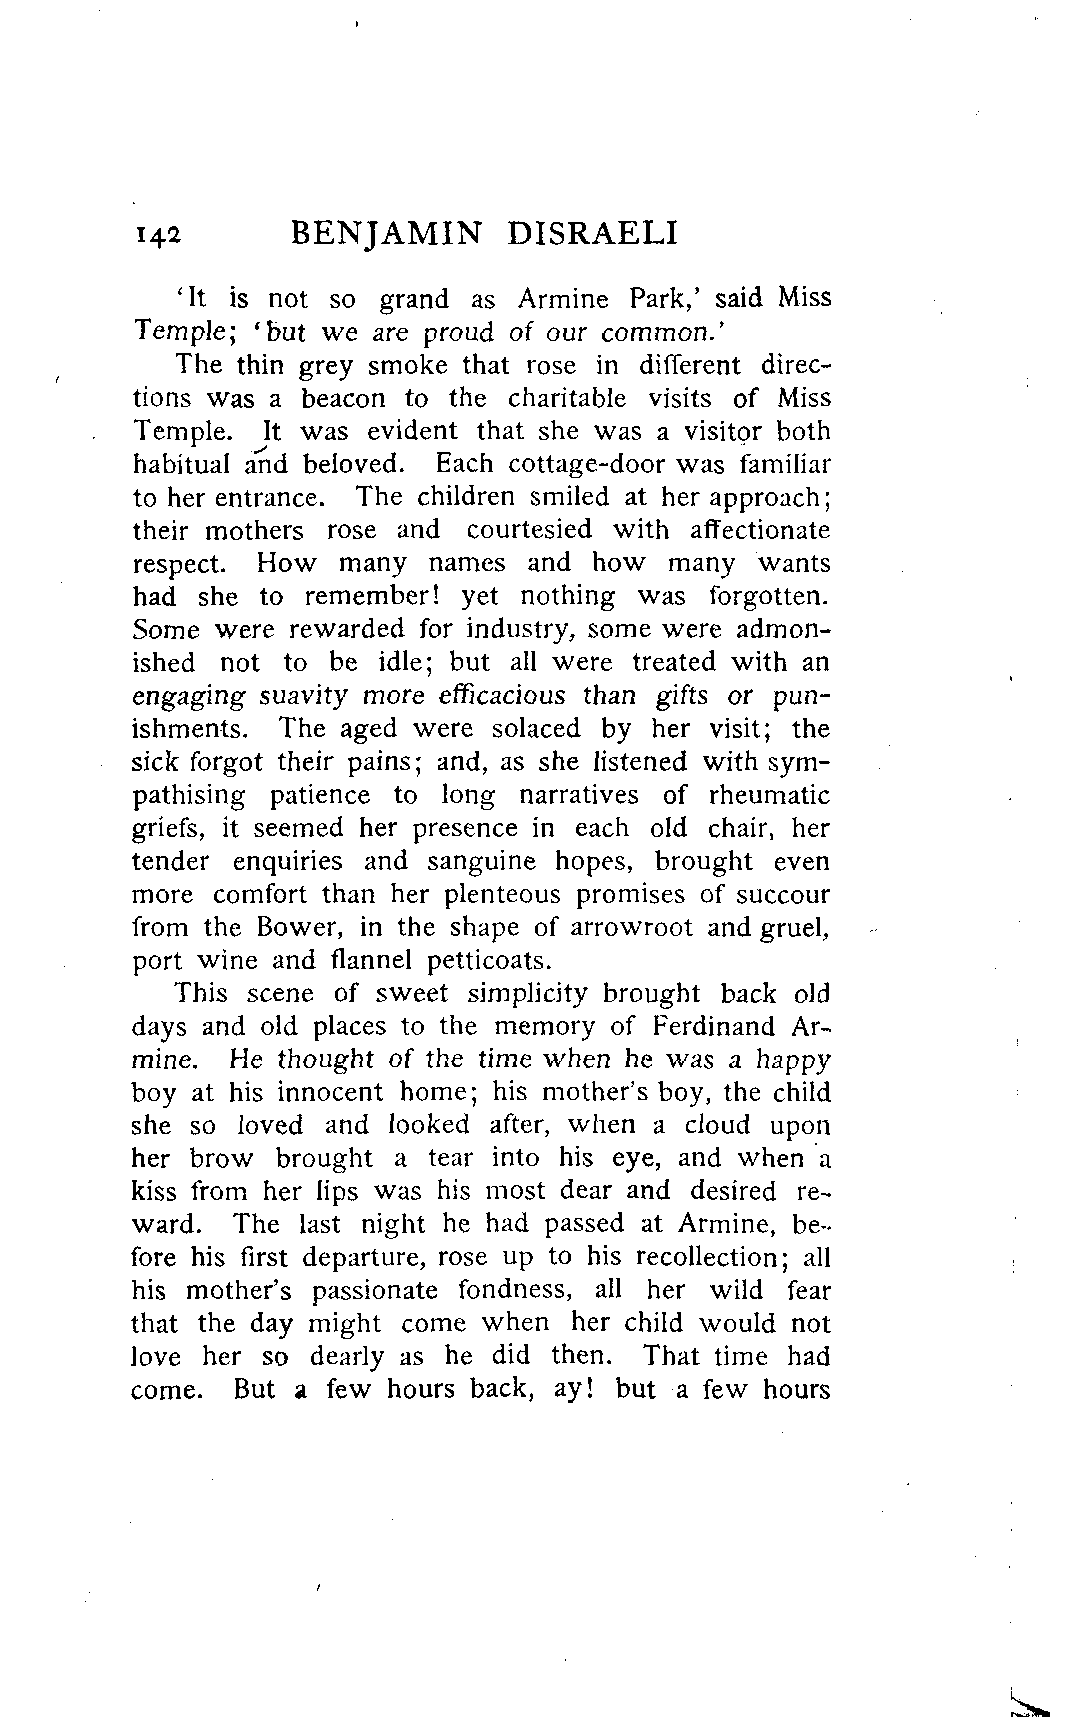 142 BENJAMIN DISRAELI
‘It is not so grand as Armine Park,’ said Miss
Temple; ‘but we are proud of our common.’
The thin grey smoke that rose in different direc-
tions was a beacon to the charitable visits of Miss
Temple. It was evident that she was a visitor both
habitual and beloved. Each cottage-door was familiar
to her entrance. The children smiled at her approach;
their mothers rose and courtesied with affectionate
respect. How many names and how many wants
had she to remember! yet nothing was forgotten.
Some were rewarded for industry, some were admon-
ished not to be idle; but all were treated with an
engaging suavity more efficacious than gifts or pun-
ishments. The aged were solaced by her visit; the
sick forgot their pains; and, as she listened with sym-
pathising patience to long narratives of rheumatic
griefs, it seemed her presence in each old chair, her
tender enquiries and sanguine hopes, brought even
more comfort than her plenteous promises of succour
from the Bower, in the shape of arrowroot and gruel,
port wine and flannel petticoats.
This scene of sweet simplicity brought back old
days and old places to the memory of Ferdinand Ar-
mine. He thought of the time when he was a happy
boy at his innocent home; his mother’s boy, the child
she so loved and looked after, when a cloud upon
her brow brought a tear into his eye, and when a
kiss from her lips was his most dear and desired re-
ward. The last night he had passed at Armine, be-
fore his first departure, rose up to his recollection; all
his mother’s passionate fondness, all her wild fear
that the day might come when her child would not
love her so dearly as he did then. That time had
come. But a few hours back, ay! but a few hours